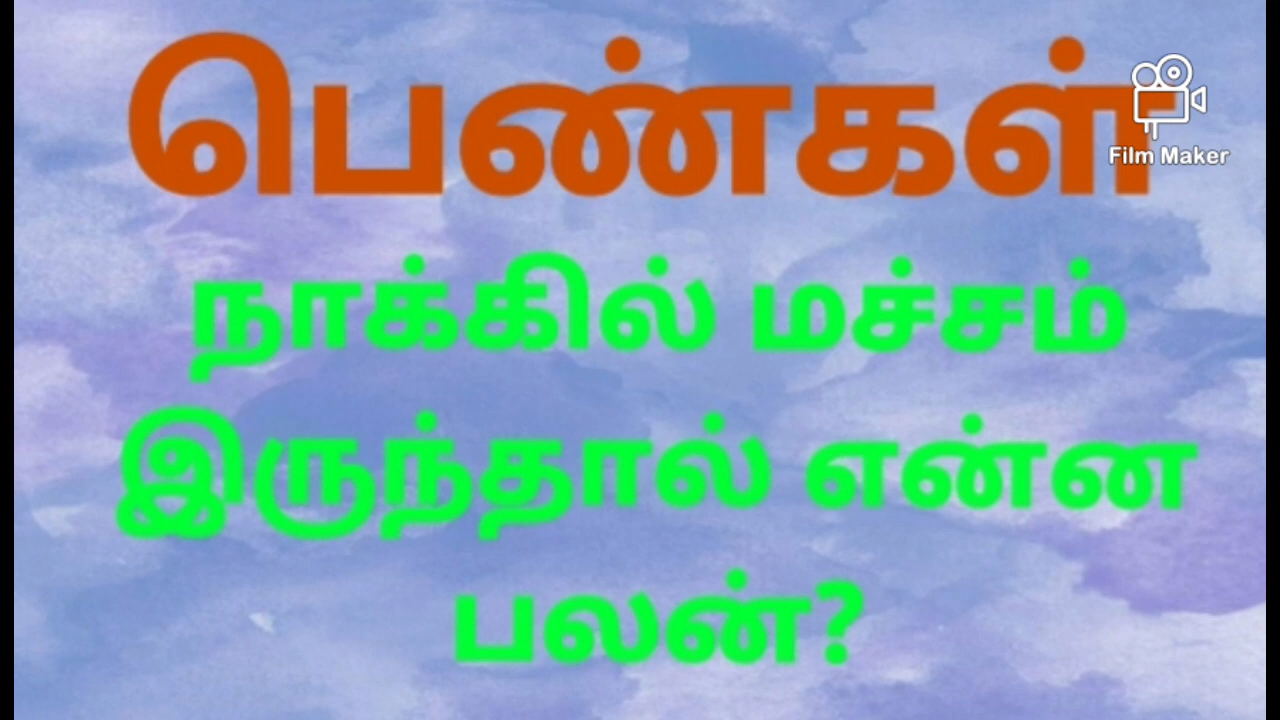 பெண்கள்
Film Maker
நாக்கில் மச்சம்
இருந்தால் என்ன
பலன்?